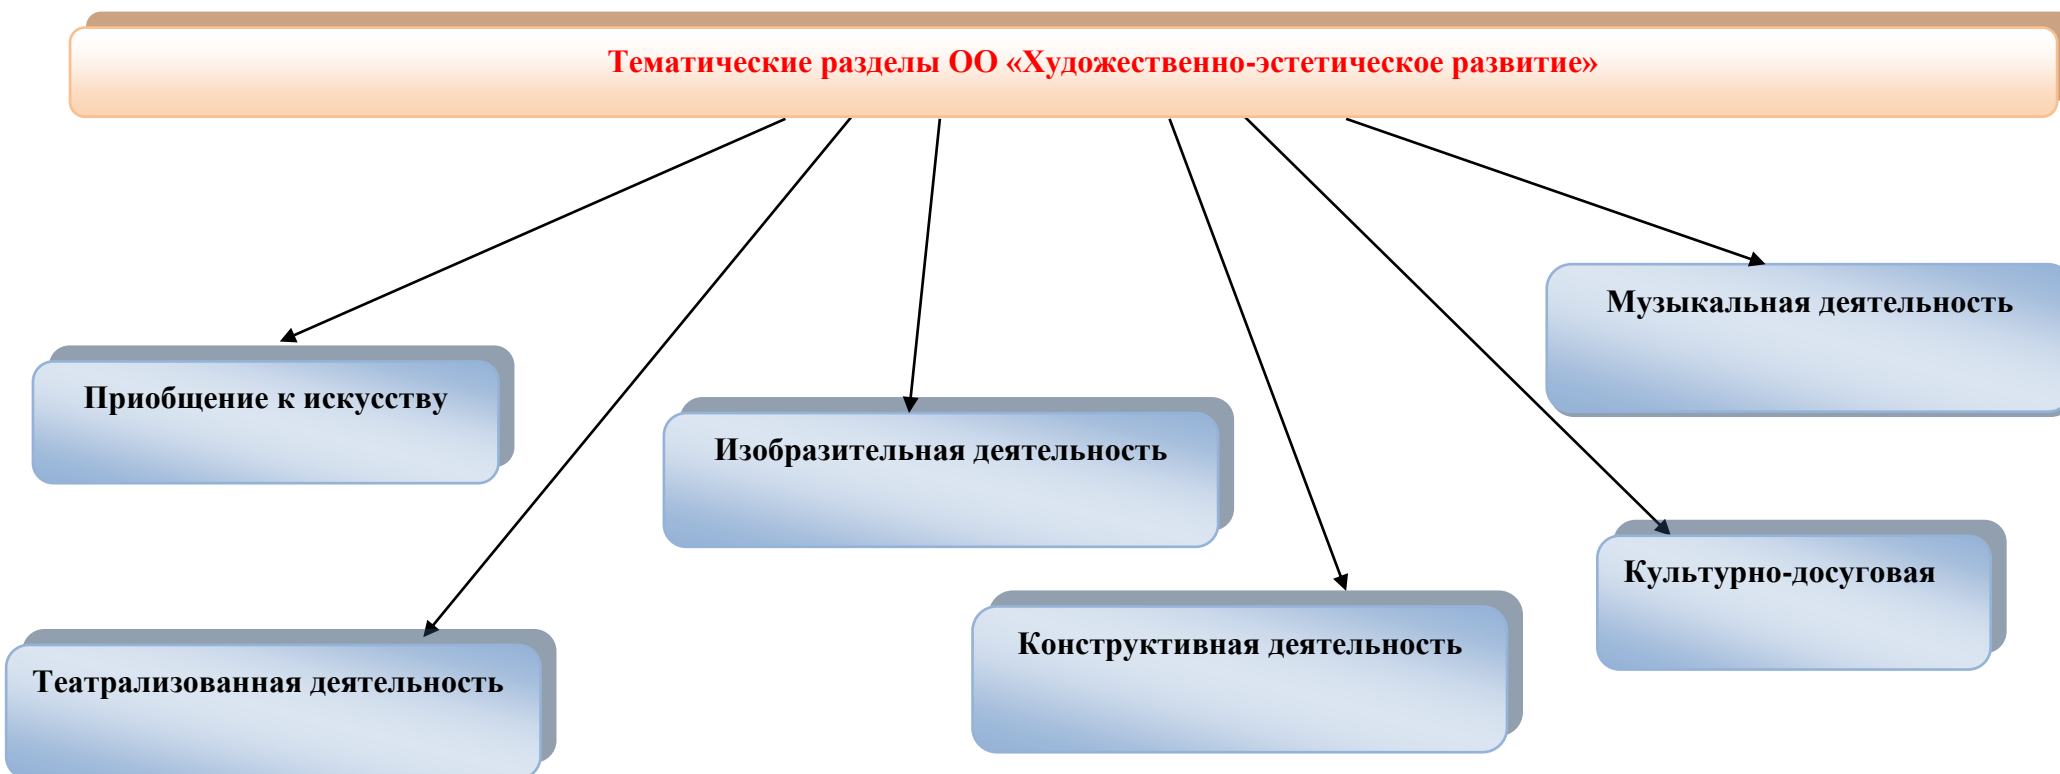 Тематические разделы ОО «Художественно-эстетическое развитие»
Музыкальная деятельность
Приобщение к искусству
Изобразительная деятельность
Культурно-досуговая
Конструктивная деятельность
Театрализованная деятельность